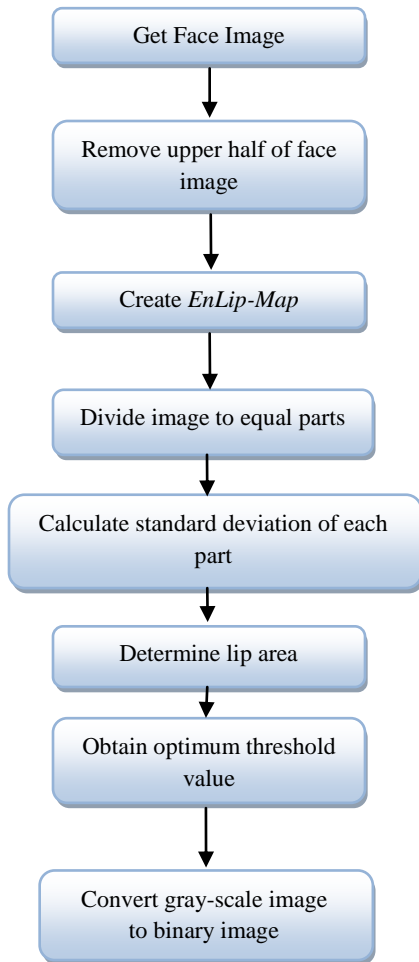 Get Face Image
Remove upper half of face
image
Create EnLip-Map
Divide image to equal parts
Calculate standard deviation of each
part
Determine lip area
Obtain optimum threshold
value
Convert gray-scale image
to binary image